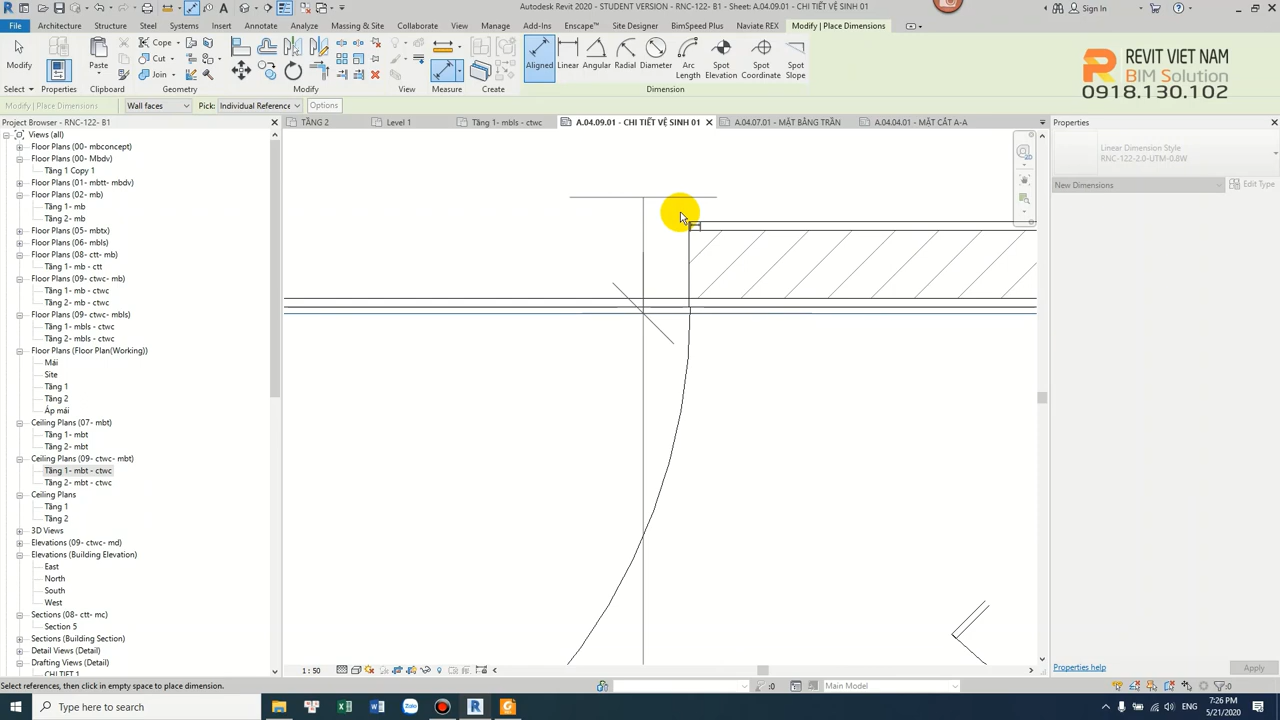 Autodesk Revit 2020 - STUDENT VERSION - RNC-122- B1 - Sheet: A.04.09.01 - CHI TIẾT VỆ SINH 01
Sign In
File Architecture Structure Steel Systems Insert Annotate Analyze Massing & Site Collaborate View Manage Add-Ins Enscape™ Site Designer BimSpeed Plus Naviate REX Modify | Place Dimensions
Modify Paste Cope Cut Join Aligned Linear Angular Radial Diameter Arc Length Spot Elevation Spot Coordinate Spot Slope
Select Properties Clipboard Geometry Modify View Measure Create Dimension
REVIT VIET NAM
BIM Solution
0918.130.102
Modify | Place Dimensions Wall faces Pick: Individual Reference Options
Project Browser - RNC-122- B1
TẦNG 2 Level 1 Tầng 1- mbls - ctwc A.04.09.01 - CHI TIẾT VỆ SINH 01 A.04.07.01 - MẶT BẰNG TRẦN A.04.04.01 - MẶT CẮT A-A
Properties
Linear Dimension Style
RNC-122-2.0-UTM-0.8W
New Dimensions Edit Type
Views (all)
Floor Plans (00- mbconcept)
Floor Plans (00- Mbdv)
Tầng 1 Copy 1
Floor Plans (01- mbtt- mbdv)
Floor Plans (02- mb)
Tầng 1- mb
Tầng 2- mb
Floor Plans (05- mbtx)
Floor Plans (06- mbls)
Floor Plans (08- ctt- mb)
Tầng 1- mb - ctt
Floor Plans (09- ctwc- mb)
Tầng 1- mb - ctwc
Tầng 2- mb - ctwc
Floor Plans (09- ctwc- mbls)
Tầng 1- mbls - ctwc
Tầng 2- mbls - ctwc
Floor Plans (Floor Plan(Working))
Mái
Site
Tầng 1
Tầng 2
Áp mái
Ceiling Plans (07- mbt)
Tầng 1- mbt
Tầng 2- mbt
Ceiling Plans (09- ctwc- mbt)
Tầng 1- mbt - ctwc
Tầng 2- mbt - ctwc
Ceiling Plans
Tầng 1
Tầng 2
3D Views
Elevations (09- ctwc- md)
Elevations (Building Elevation)
East
North
South
West
Sections (08- ctt- mc)
Section 5
Sections (Building Section)
Detail Views (Detail)
Drafting Views (Detail)
CHI TIẾT 1
1 : 50
Properties help Apply
Select references, then click in empty space to place dimension.
:0 Main Model :0
Type here to search
ENG 7:26 PM
5/21/2020